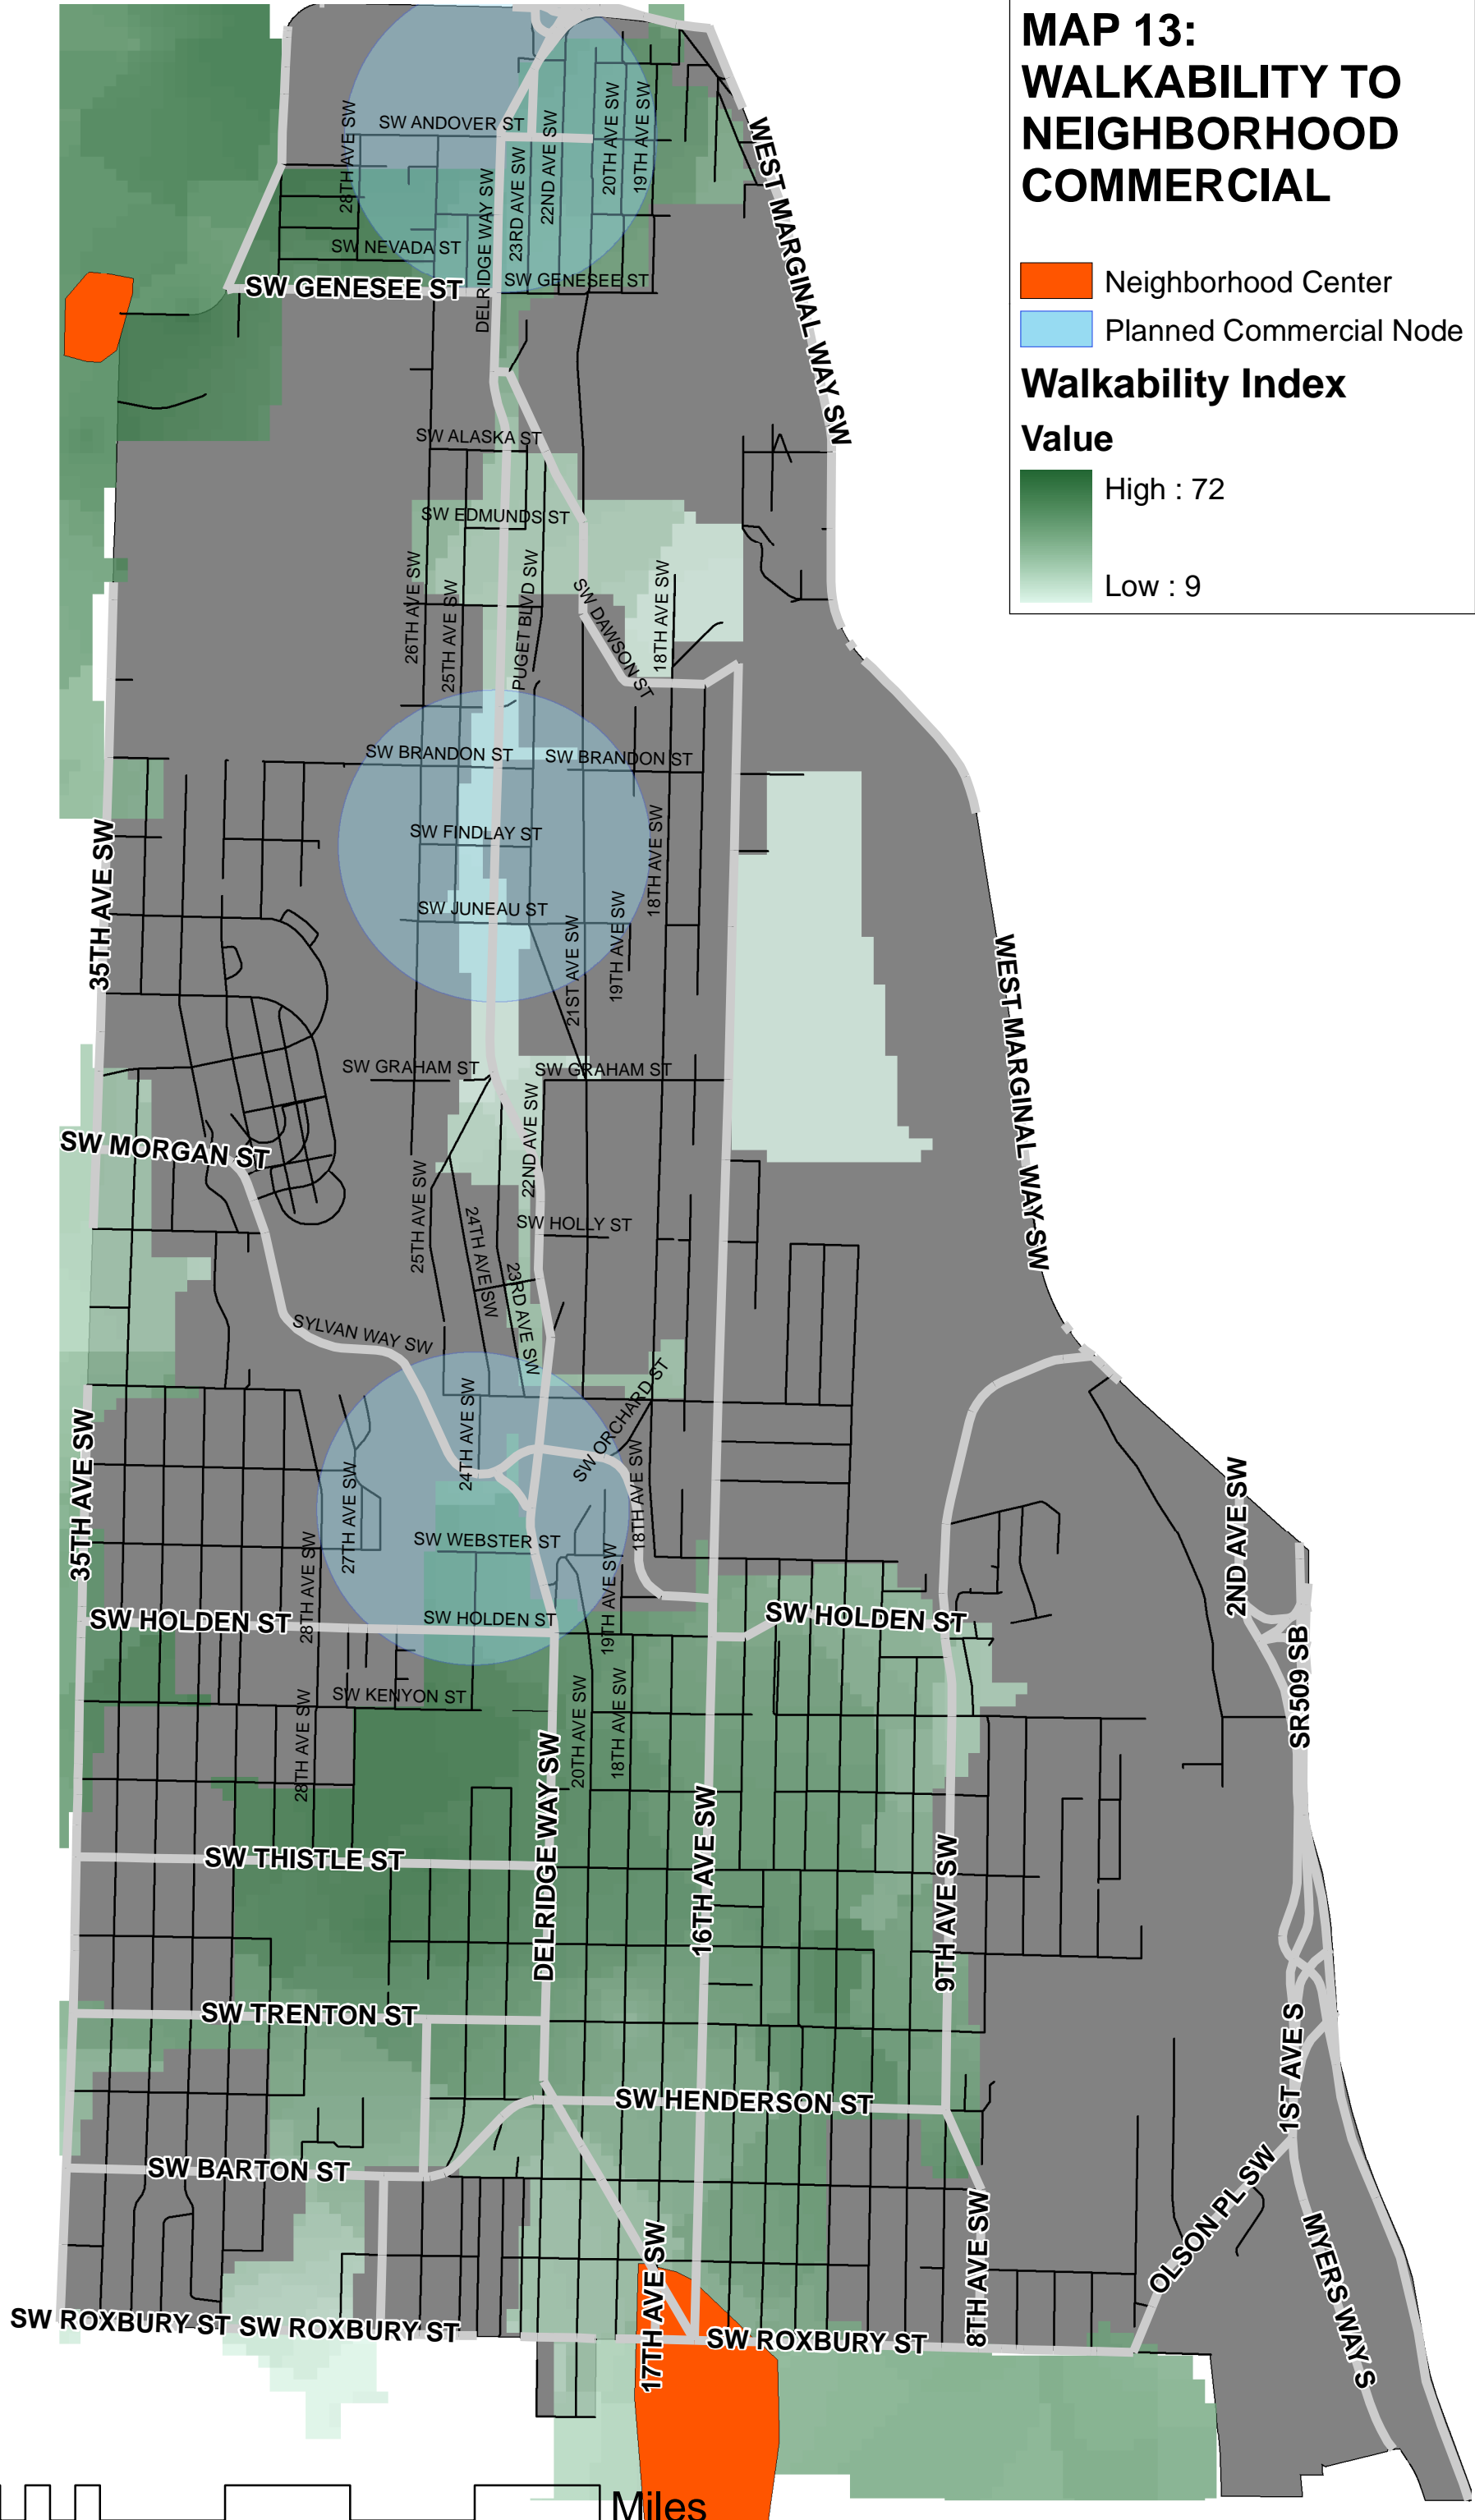 MAP 13:
WALKABILITY TO
NEIGHBORHOOD
COMMERCIAL
Neighborhood Center
Planned Commercial Node
Walkability Index
Value
High : 72
Low : 9
SW ANDOVER ST
28TH AVE SW
DELRIDGE WAY SW
23RD AVE SW
22ND AVE SW
20TH AVE SW
19TH AVE SW
WEST MARGINAL WAY SW
SW NEVADA ST
SW GENESEE ST
SW GENESEE ST
SW ALASKA ST
SW EDMUNDS ST
26TH AVE SW
25TH AVE SW
PUGET BLVD SW
SW DAWSON ST
18TH AVE SW
SW BRANDON ST
SW BRANDON ST
35TH AVE SW
SW FINDLAY ST
18TH AVE SW
SW JUNEAU ST
21ST AVE SW
19TH AVE SW
WEST MARGINAL WAY SW
SW GRAHAM ST
SW GRAHAM ST
22ND AVE SW
SW MORGAN ST
25TH AVE SW
24TH AVE SW
SW HOLLY ST
23RD AVE SW
SYLVAN WAY SW
SW ORCHARD ST
24TH AVE SW
35TH AVE SW
27TH AVE SW
18TH AVE SW
2ND AVE SW
SW WEBSTER ST
28TH AVE SW
19TH AVE SW
SW HOLDEN ST
SW HOLDEN ST
SW HOLDEN ST
SR509 SB
SW KENYON ST
28TH AVE SW
20TH AVE SW
18TH AVE SW
DELRIDGE WAY SW
16TH AVE SW
SW THISTLE ST
9TH AVE SW
SW TRENTON ST
1ST AVE S
SW HENDERSON ST
SW BARTON ST
OLSON PL SW
17TH AVE SW
8TH AVE SW
MYERS WAY S
SW ROXBURY ST
SW ROXBURY ST
SW ROXBURY ST
Miles